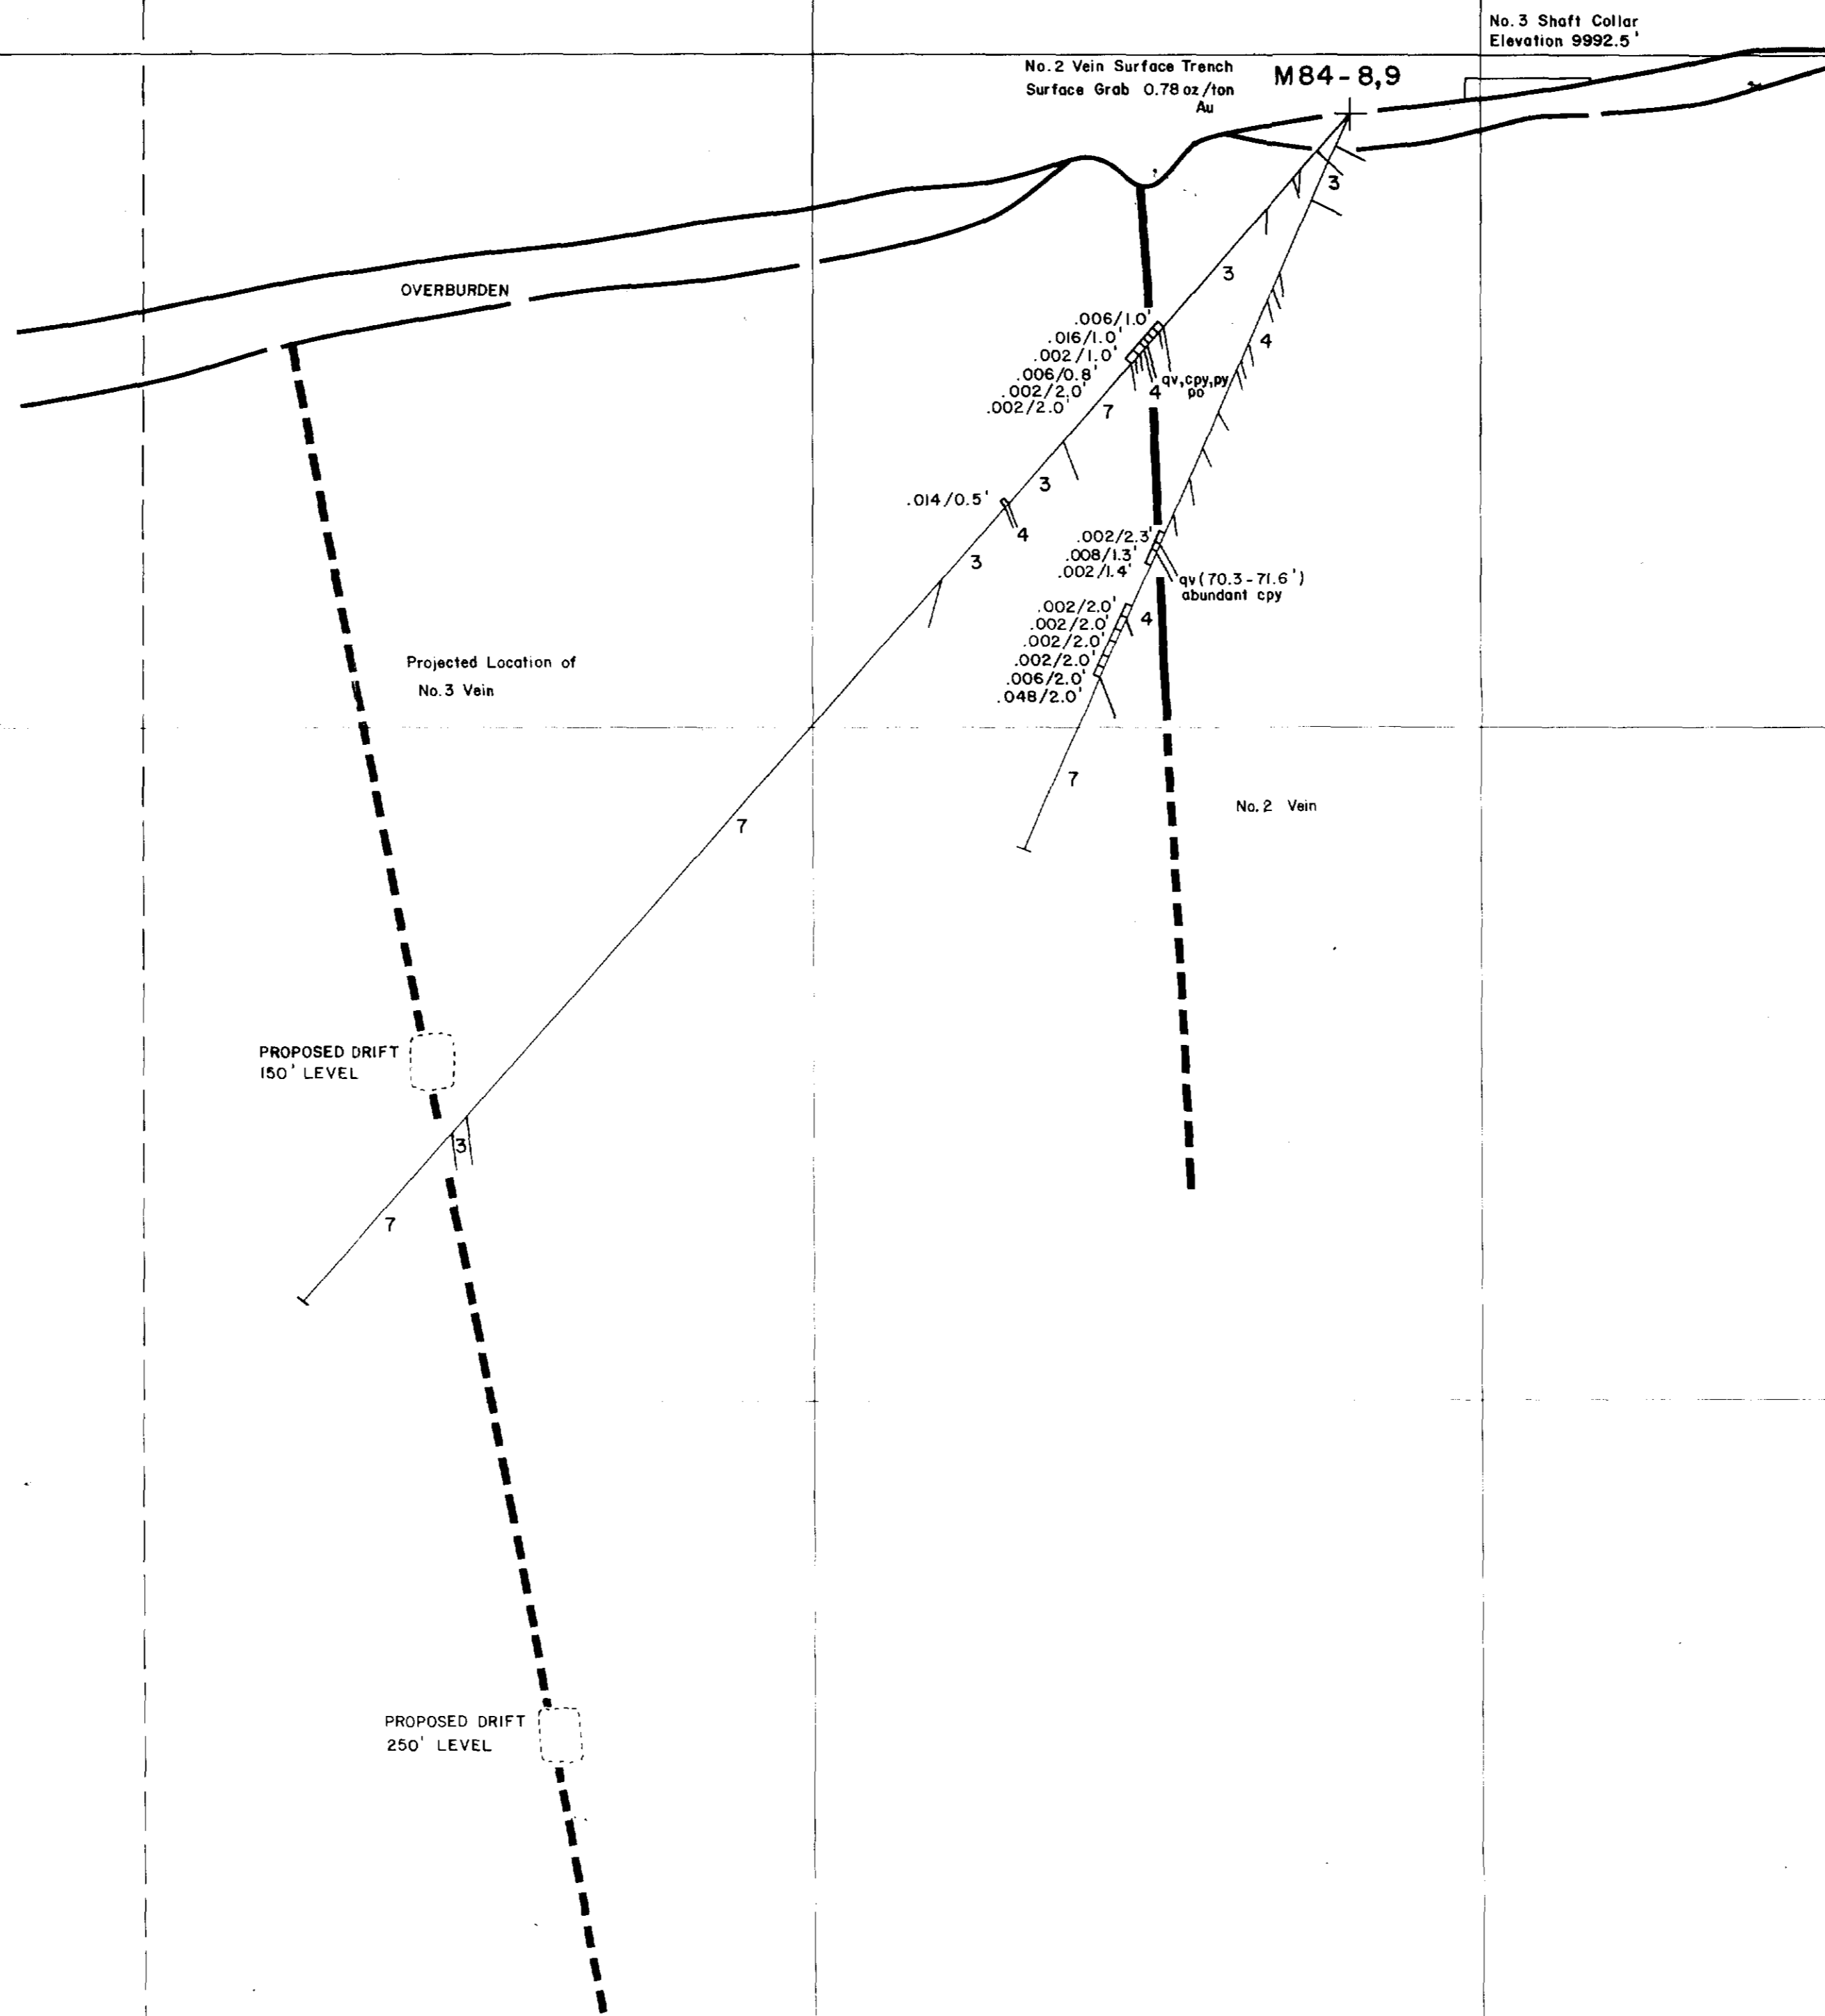 No. 3 Shaft Collar
Elevation 9992.5'
No. 2 Vein Surface Trench
Surface Grab 0.78 oz/ton
Au
M84-8,9
OVERBURDEN
3
3
4
.006/1.0'
.016/1.0'
.002/1.0'
.006/0.8'
.002/2.0'
.002/2.0'
qv,cpy,py
po
4
7
3
.014/0.5'
4
3
.002/2.3'
.008/1.3'
.002/1.4'
qv (70.3-71.6')
abundant cpy
.002/2.0'
.002/2.0'
.002/2.0'
.002/2.0'
.006/2.0'
.048/2.0'
4
Projected Location of
No.3 Vein
7
No. 2 Vein
7
PROPOSED DRIFT
150' LEVEL
3
7
PROPOSED DRIFT
250' LEVEL